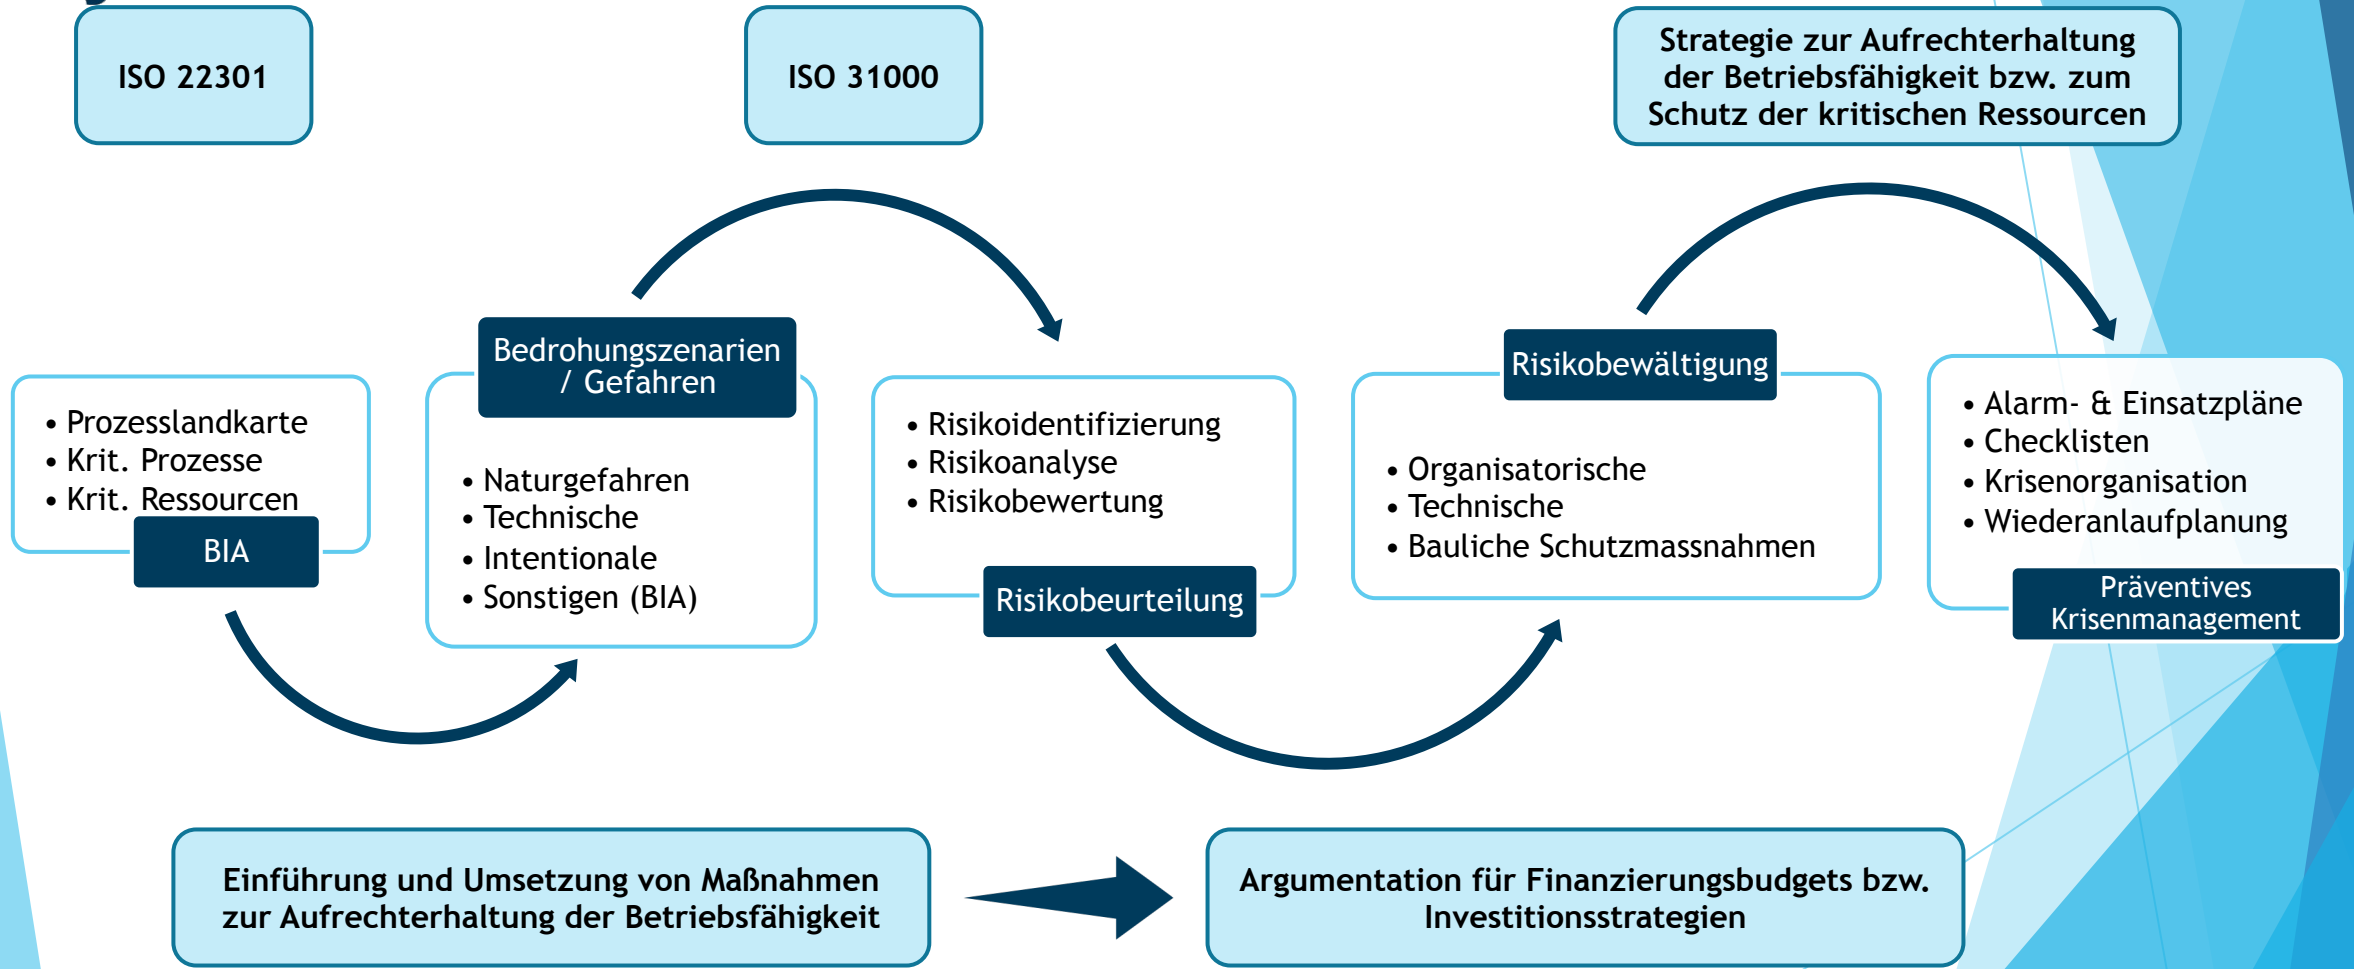 ISO 22301
ISO 31000
Strategie zur Aufrechterhaltung
der Betriebsfähigkeit bzw. zum
Schutz der kritischen Ressourcen
• Prozesslandkarte
• Krit. Prozesse
• Krit. Ressourcen
BIA
Bedrohungszenarien
/ Gefahren
• Naturgefahren
• Technische
• Intentionale
• Sonstigen (BIA)
• Risikoidentifizierung
• Risikoanalyse
• Risikobewertung
Risikobeurteilung
Risikobewältigung
• Organisatorische
• Technische
• Bauliche Schutzmassnahmen
• Alarm- & Einsatzpläne
• Checklisten
• Krisenorganisation
• Wiederanlaufplanung
Präventives
Krisenmanagement
Einführung und Umsetzung von Maßnahmen
zur Aufrechterhaltung der Betriebsfähigkeit
Argumentation für Finanzierungsbudgets bzw.
Investitionsstrategien